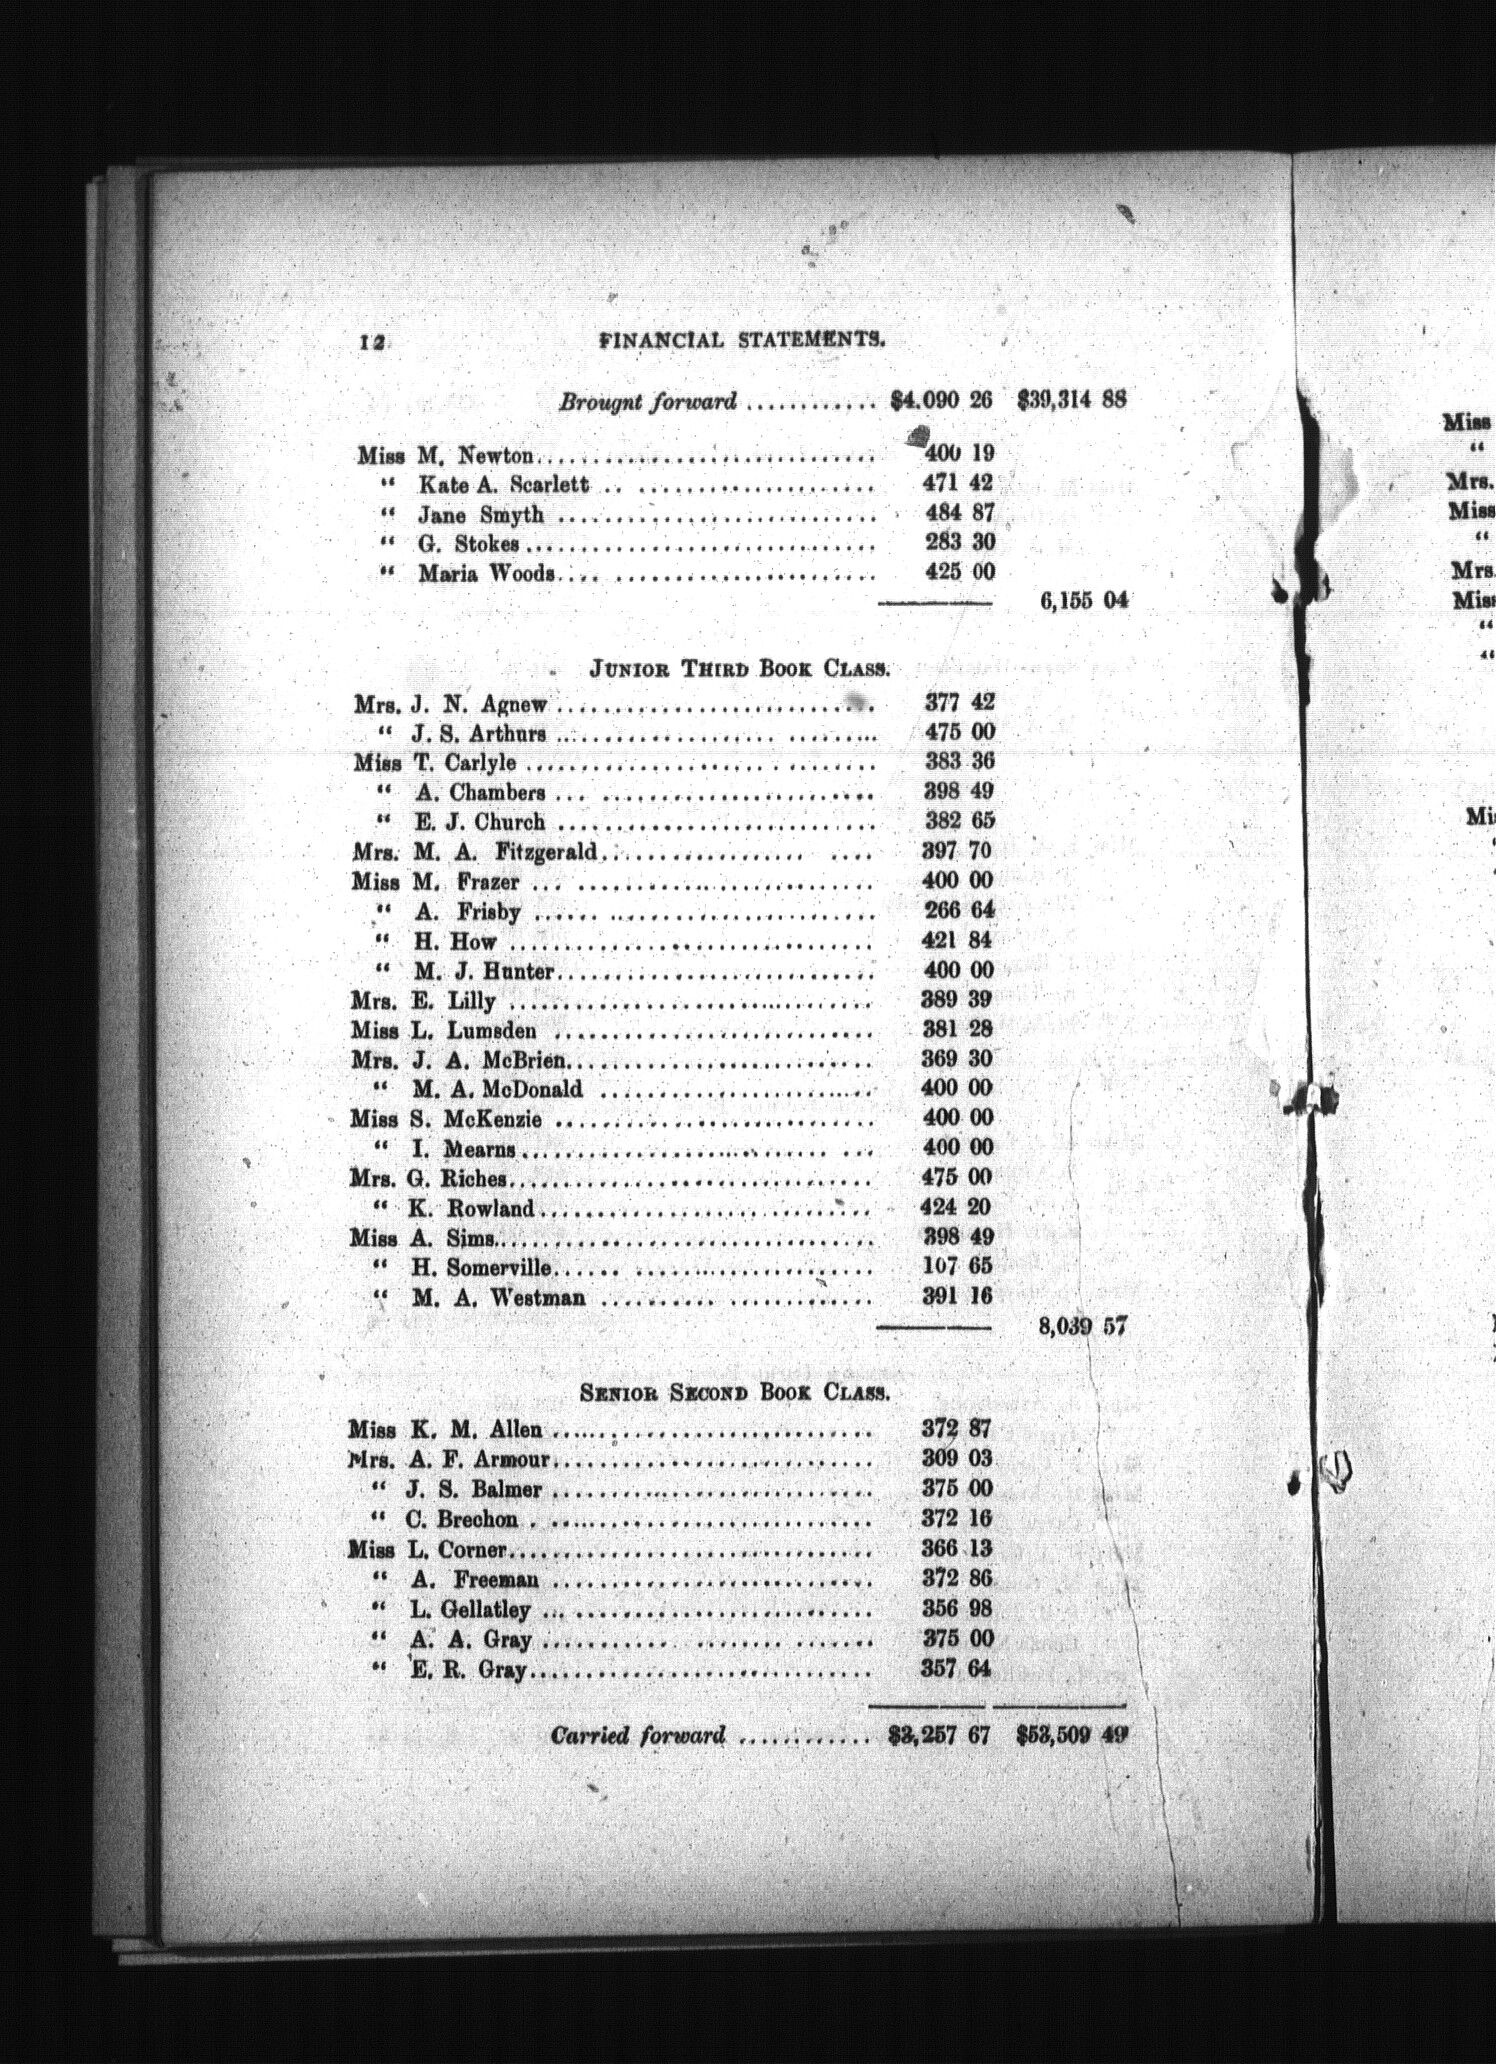 12 FINANCIAL STATEMENTS.
Brougnt forward ............ $4.090 26 $39,314 88
Miss M. Newton.............................. 400 19
“ Kate A. Scarlett .. ...................... 471 42
“ Jane Smyth ............................ 484 87
“ G. Stokes............................... 283 30
“ Maria Woods.... ....................... 425 00
6,155 04
JUNIOR THIRD BOOK CLASS.
Mrs. J. N. Agnew ............................ 377 42
“ J. S. Arthurs ..................... ......... 475 00
Miss T. Carlyle ..................... ......... 383 36
“ A. Chambers ... ........................ 398 49
“ E. J. Church ............................ 382 65
Mrs. M. A. Fitzgerald.................. .... 397 70
Miss M. Frazer ... .......................... 400 00
“ A. Frisby ...... ........................ 266 64
“ H. How ................................ 421 84
“ M. J. Hunter............................ 400 00
Mrs. E. Lilly ................................ 389 39
Miss L. Lumsden ............................ 381 28
Mrs. J. A. McBrien........................... 369 30
“ M. A. McDonald ........................ 400 00
Miss S. McKenzie ............................ 400 00
“ I. Mearns............................ ... 400 00
Mrs. G. Riches................................ 475 00
“ K. Rowland............................. 424 20
Miss A. Sims................................. 398 49
“ H. Somerville...... ..................... 107 65
“ M. A. Westman .......... ............. 391 16
8,039 57
SENIOR SECOND BOOK CLASS.
Miss K. M. Allen ............................ 372 87
Mrs. A. F. Armour............................ 309 03
“ J. S. Balmer ............................ 375 00
“ C. Brechon . ............................ 372 16
Miss L. Corner................................ 366 13
“ A. Freeman ............................ 372 86
“ L. Gellatley ... .......................... 356 98
“ A. A. Gray ........... .......... ...... 375 00
“ E. R. Gray.............................. 357 64
Carried forward ............ $3,257 67 $53,509 49
Miss
“
Mrs.
Miss
“
Mrs.
Miss
“
“